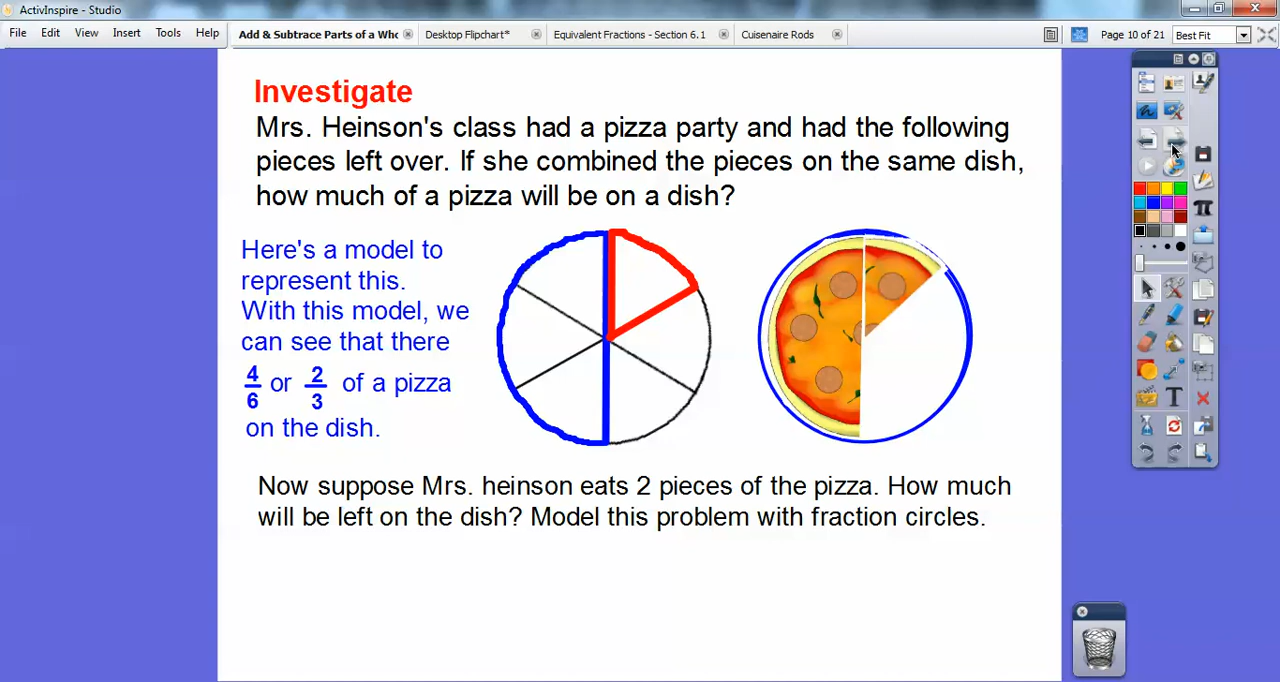 ActivInspire - Studio
File Edit View Insert Tools Help
Add & Subtrace Parts of a Who Desktop Flipchart* Equivalent Fractions - Section 6.1 Cuisenaire Rods Page 10 of 21 Best Fit
Investigate
Mrs. Heinson's class had a pizza party and had the following
pieces left over. If she combined the pieces on the same dish,
how much of a pizza will be on a dish?
Here's a model to
represent this.
With this model, we
can see that there
4/6 or 2/3 of a pizza
on the dish.
Now suppose Mrs. heinson eats 2 pieces of the pizza. How much
will be left on the dish? Model this problem with fraction circles.